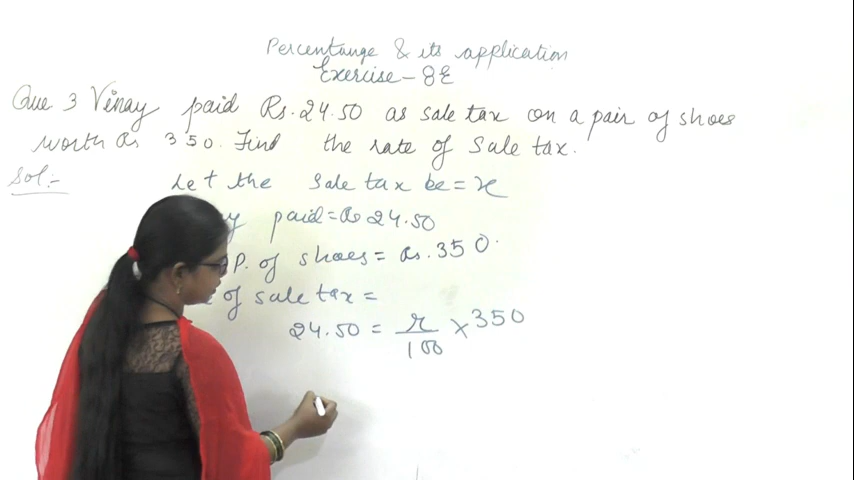 Percentange & its application
Exercise-8E
Que 3 Vinay paid Rs.24.50 as sale tax on a pair of shoes
worth Rs 350. Find the rate of Sale tax.
Sol:-
Let the Sale tax be = x
y paid = Rs 24.50
P. of shoes = Rs.350.
of sale tax =
24.50 = r/100 × 350